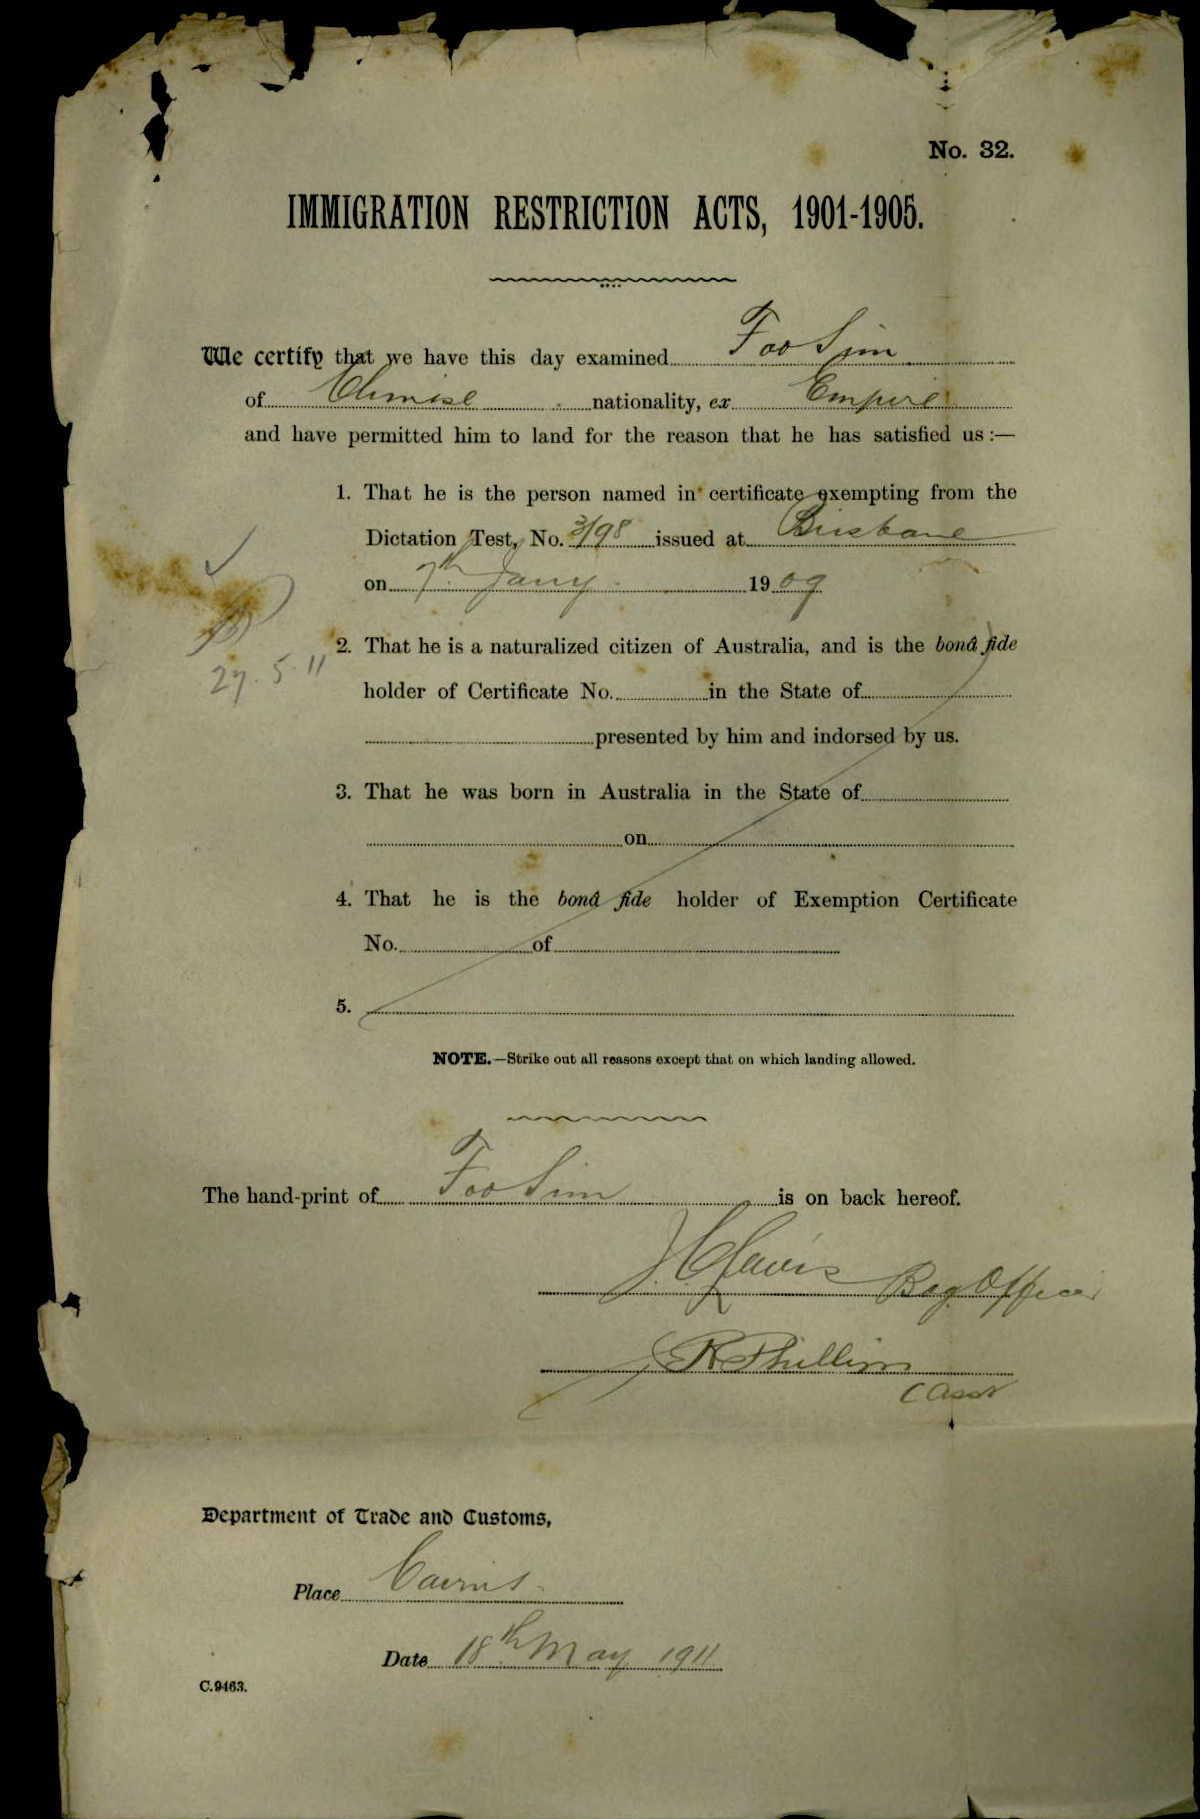 No. 32.
IMMIGRATION RESTRICTION ACTS, 1901-1905.
We certify that we have this day examined Foo Sim
of Chinese nationality, ex Empire
and have permitted him to land for the reason that he has satisfied us :—
1. That he is the person named in certificate exempting from the
Dictation Test, No. 3/98 issued at Brisbane
on 7th Jany 1909
2. That he is a naturalized citizen of Australia, and is the bonâ fide
holder of Certificate No. in the State of
presented by him and indorsed by us.
27.5.11
3. That he was born in Australia in the State of
on
4. That he is the bonâ fide holder of Exemption Certificate
No. of
5.
NOTE.—Strike out all reasons except that on which landing allowed.
The hand-print of Foo Sim is on back hereof.
Officer
Phillips
Department of Trade and Customs,
Place Cairns
Date 18th May 1911
C.9463.